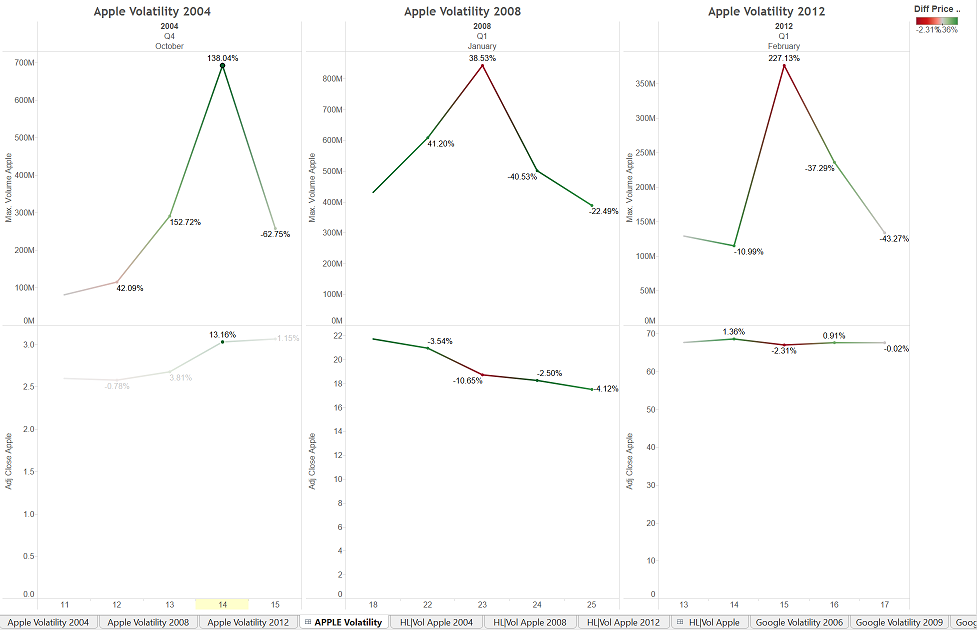 Apple Volatility 2004
2004
Q4
October
Max. Volume Apple
700M
600M
500M
400M
300M
200M
100M
0M
138.04%
152.72%
42.09%
-62.75%
Adj Close Apple
3.0
2.5
2.0
1.5
1.0
0.5
0.0
13.16%
1.15%
3.81%
-0.78%
11 12 13 14 15
Apple Volatility 2008
2008
Q1
January
Max. Volume Apple
800M
700M
600M
500M
400M
300M
200M
100M
0M
38.53%
41.20%
-40.53%
-22.49%
Adj Close Apple
22
20
18
16
14
12
10
8
6
4
2
0
-3.54%
-10.65%
-2.50%
-4.12%
18 22 23 24 25
Apple Volatility 2012
2012
Q1
February
Max. Volume Apple
350M
300M
250M
200M
150M
100M
50M
0M
227.13%
-37.29%
-10.99%
-43.27%
Adj Close Apple
70
60
50
40
30
20
10
0
1.36%
-2.31%
0.91%
-0.02%
13 14 15 16 17
Diff Price ..
-2.31% .36%
Apple Volatility 2004 Apple Volatility 2008 Apple Volatility 2012 APPLE Volatility HL|Vol Apple 2004 HL|Vol Apple 2008 HL|Vol Apple 2012 HL|Vol Apple Google Volatility 2006 Google Volatility 2009 Goo